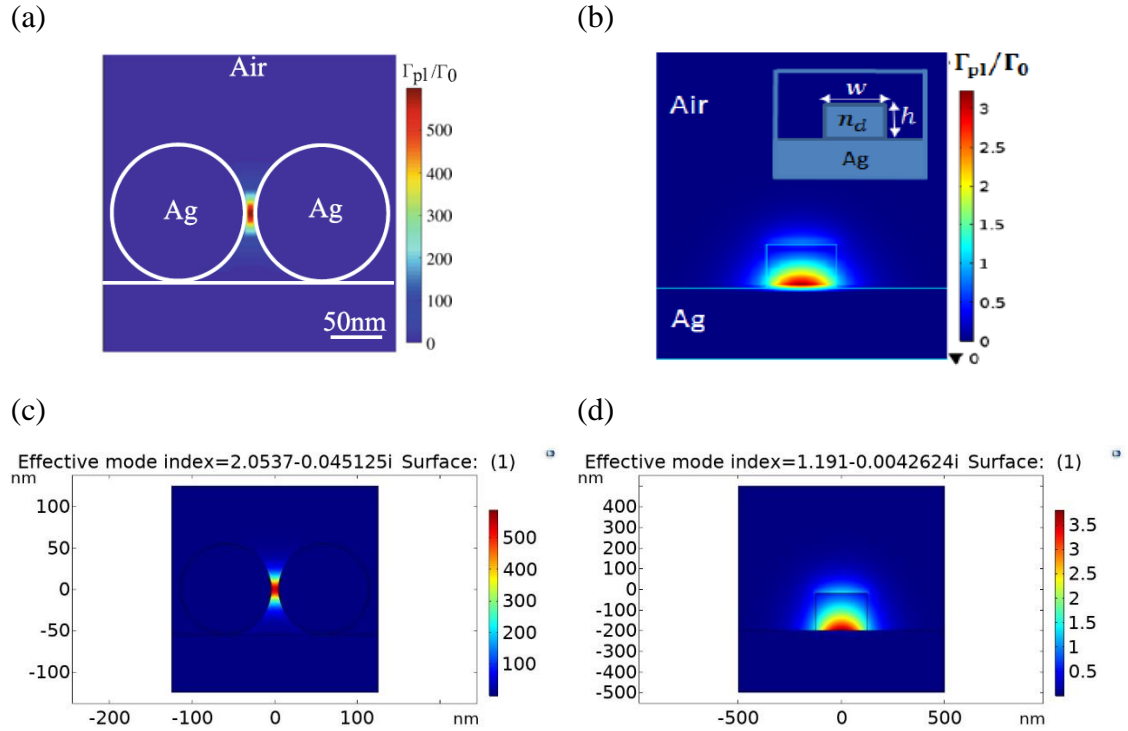 (a)
(b)
Air
Γpl/Γ0
Ag
Ag
50nm
600
500
400
300
200
100
0
Γpl/Γ0
Air
w
h
n_d
Ag
Ag
3
2.5
2
1.5
1
0.5
0
▼ 0
(c)
(d)
Effective mode index=2.0537-0.045125i Surface: (1)
nm
100
50
0
-50
-100
-200
-100
0
100
nm
500
400
300
200
100
Effective mode index=1.191-0.0042624i Surface: (1)
nm
400
300
200
100
0
-100
-200
-300
-400
-500
-500
0
500
nm
3.5
3
2.5
2
1.5
1
0.5